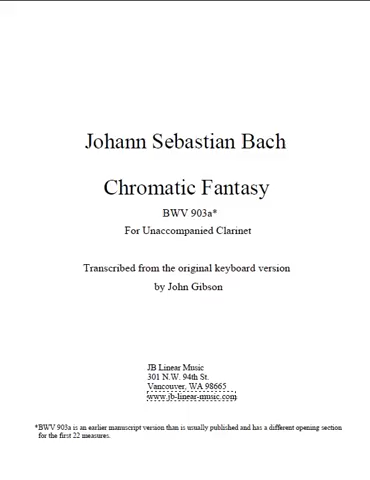 Johann Sebastian Bach
Chromatic Fantasy
BWV 903a*
For Unaccompanied Clarinet
Transcribed from the original keyboard version
by John Gibson
JB Linear Music
301 N.W. 94th St.
Vancouver, WA 98665
www.jb-linear-music.com
*BWV 903a is an earlier manuscript version than is usually published and has a different opening section
for the first 22 measures.